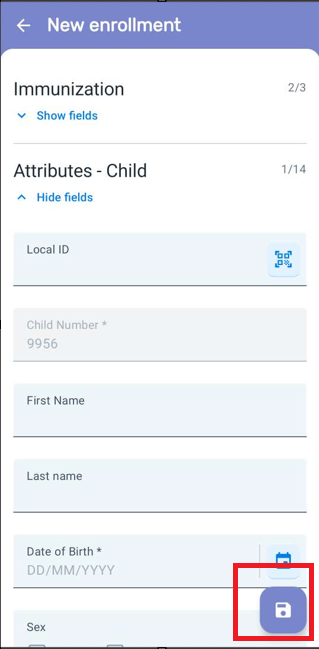 New enrollment
Immunization 2/3
Show fields
Attributes - Child 1/14
Hide fields
Local ID
Child Number *
9956
First Name
Last name
Date of Birth *
DD/MM/YYYY
Sex